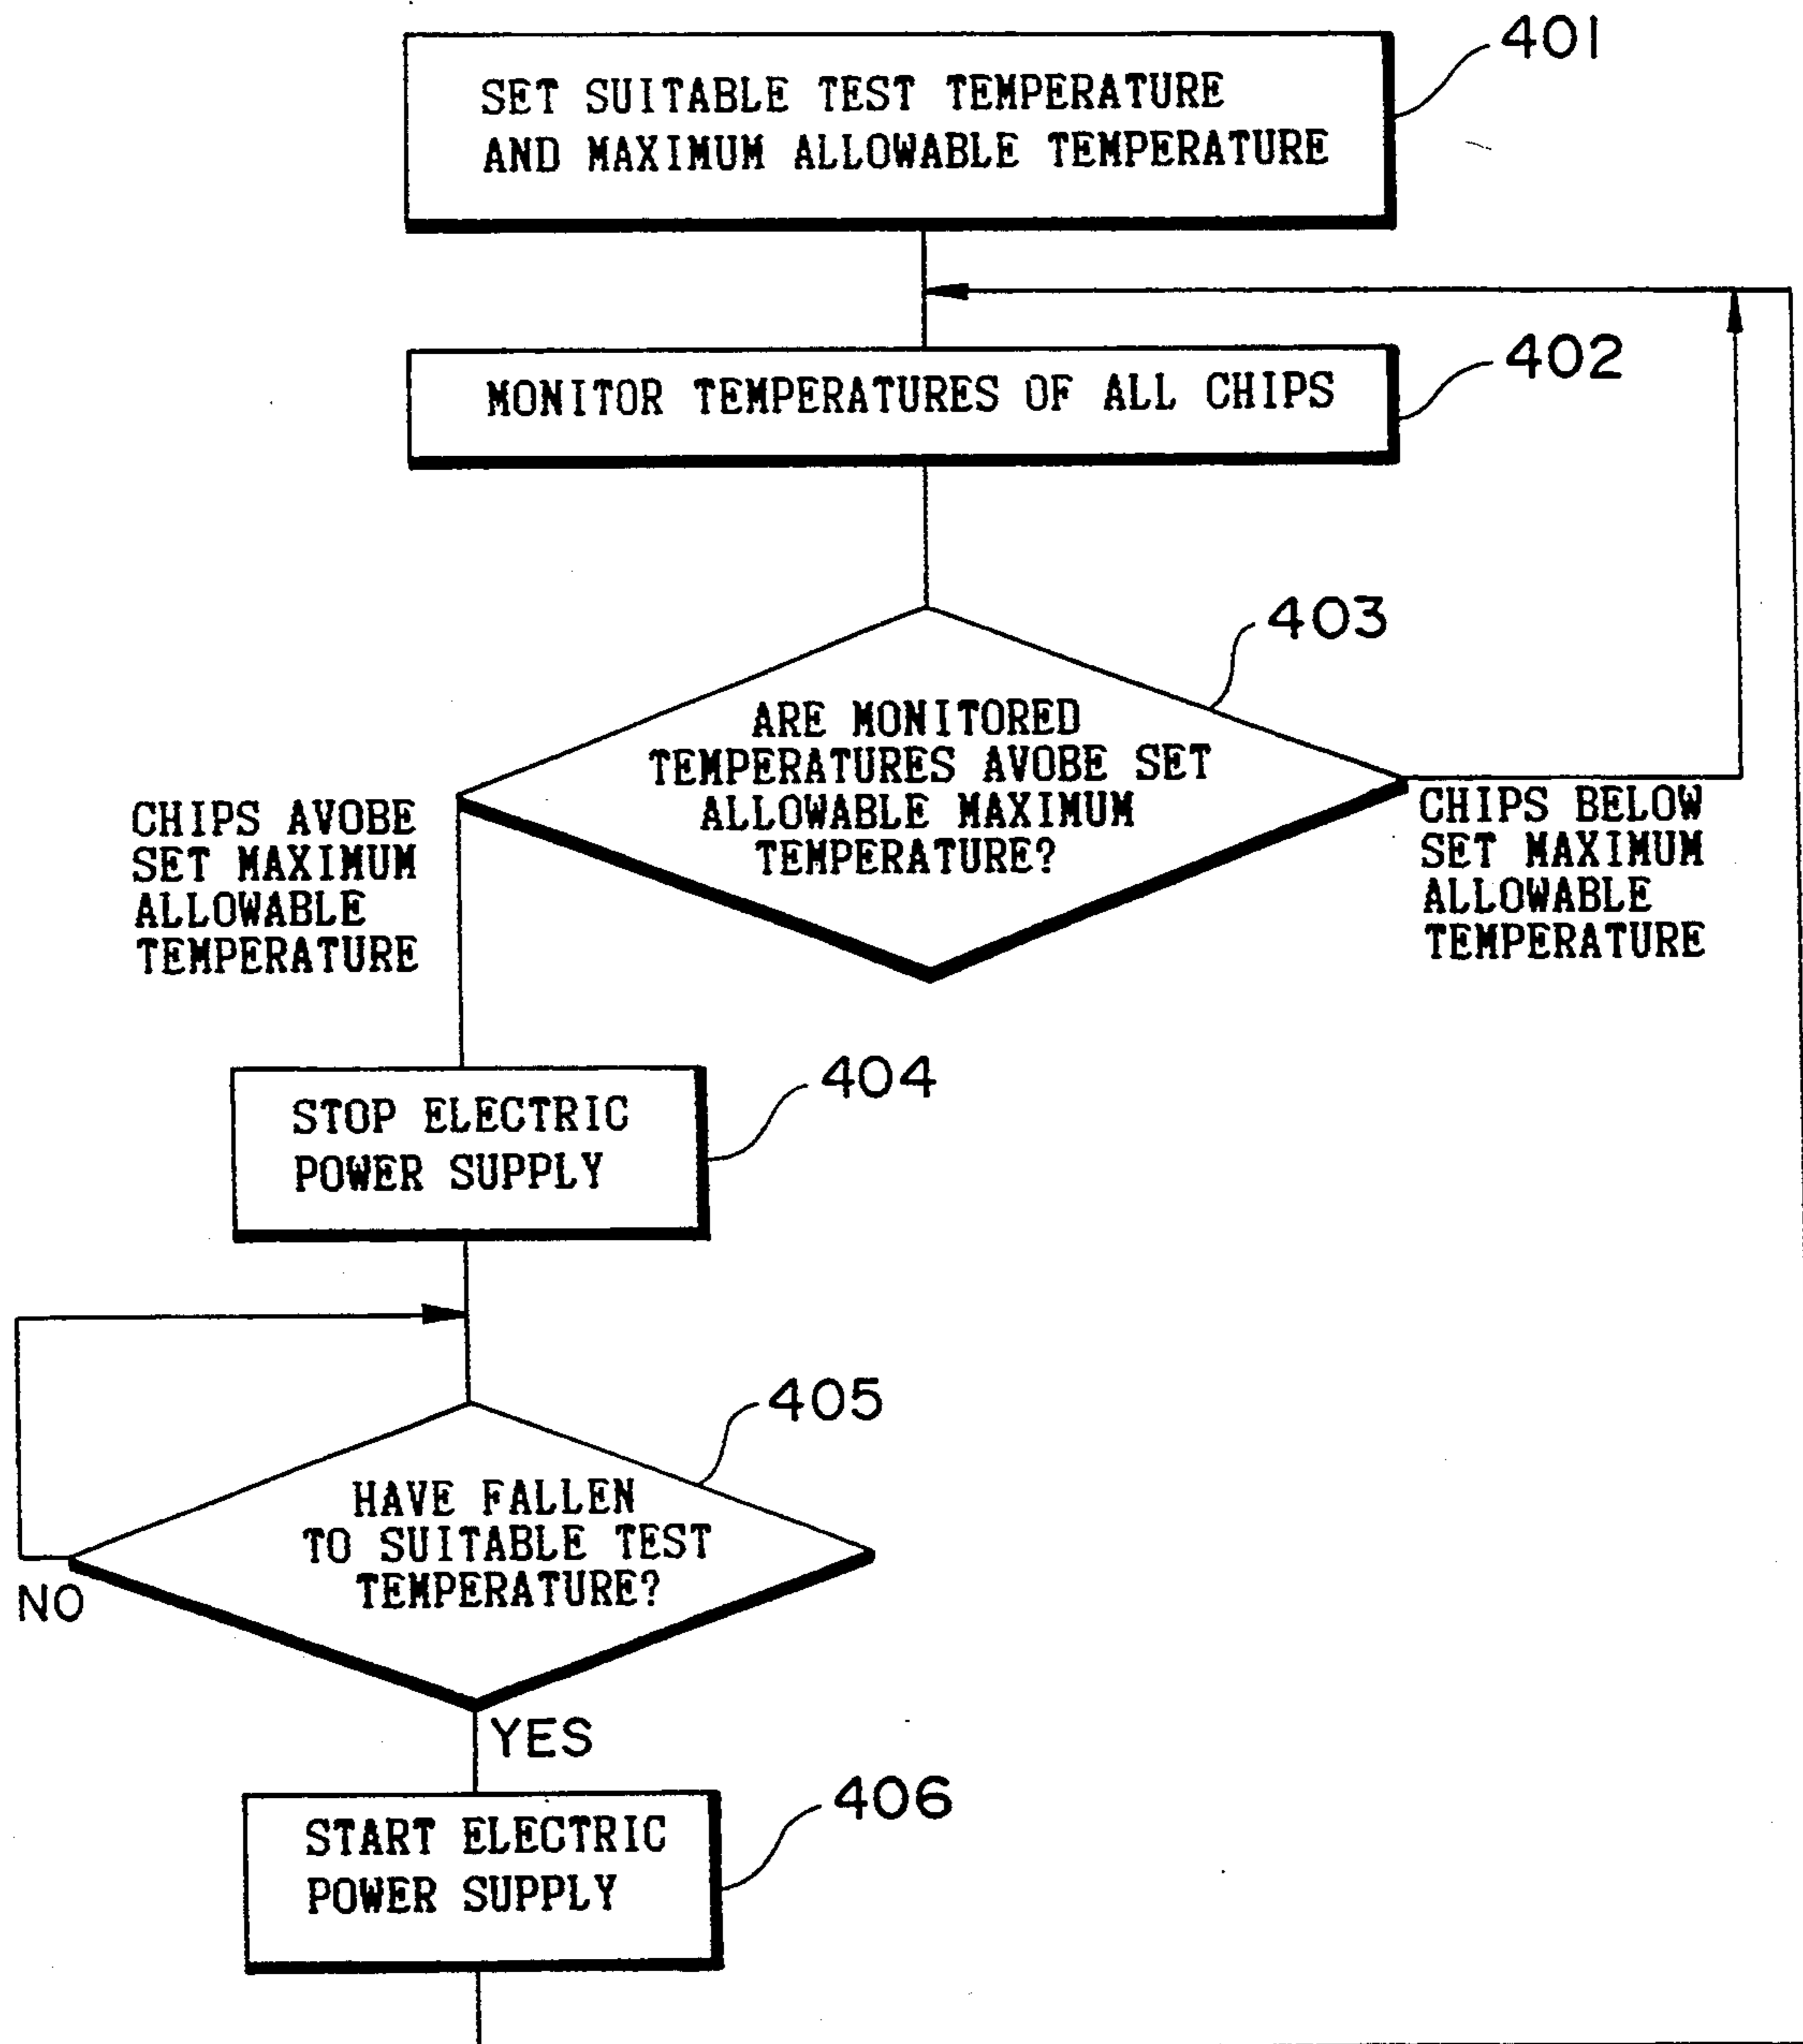 401
SET SUITABLE TEST TEMPERATURE
AND MAXIMUM ALLOWABLE TEMPERATURE
402
MONITOR TEMPERATURES OF ALL CHIPS
403
ARE MONITORED
TEMPERATURES AVOBE SET
ALLOWABLE MAXIMUM
TEMPERATURE?
CHIPS AVOBE
SET MAXIMUM
ALLOWABLE
TEMPERATURE
CHIPS BELOW
SET MAXIMUM
ALLOWABLE
TEMPERATURE
404
STOP ELECTRIC
POWER SUPPLY
405
HAVE FALLEN
TO SUITABLE TEST
TEMPERATURE?
NO
YES
406
START ELECTRIC
POWER SUPPLY